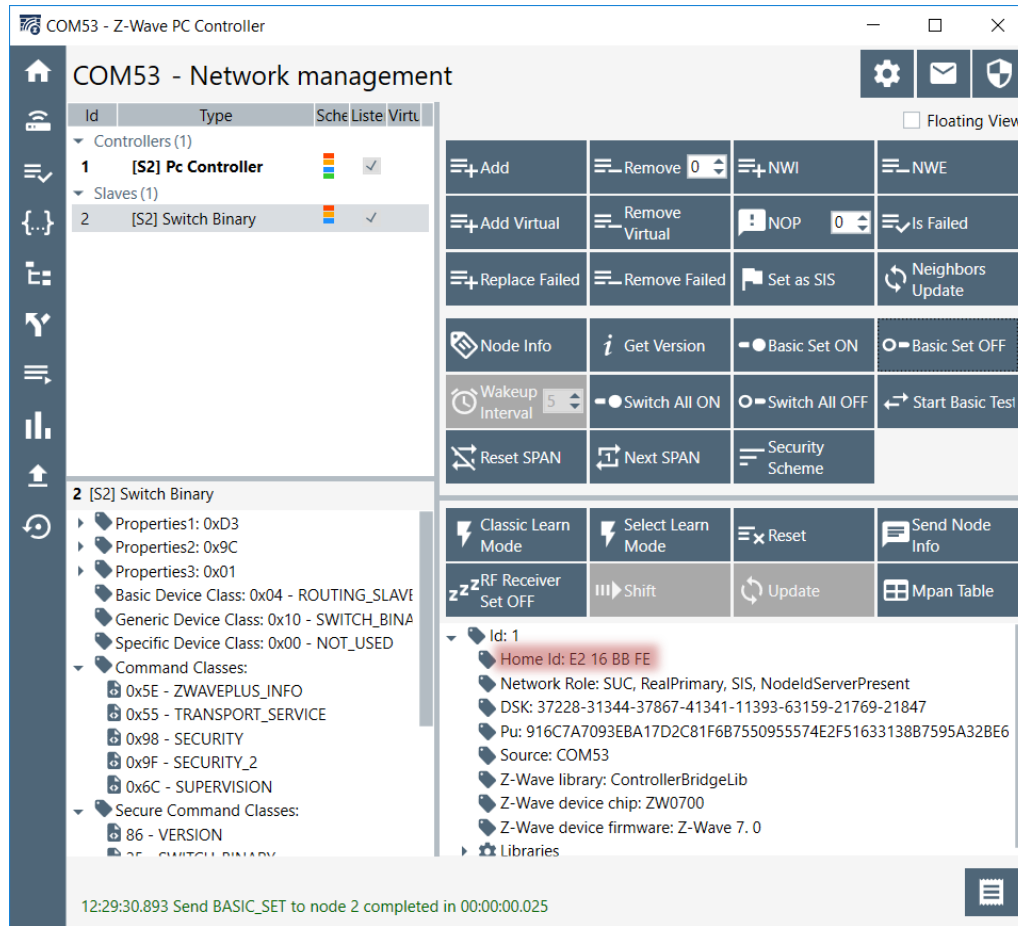 COM53 - Z-Wave PC Controller
COM53 - Network management
Floating View
Id Type Sche Liste Virtu
Controllers (1)
1 [S2] Pc Controller
Slaves (1)
2 [S2] Switch Binary
Add
Remove 0
NWI
NWE
Add Virtual
Remove
Virtual
NOP 0
Is Failed
Replace Failed
Remove Failed
Set as SIS
Neighbors
Update
Node Info
Get Version
Basic Set ON
Basic Set OFF
Wakeup
Interval 5
Switch All ON
Switch All OFF
Start Basic Test
Reset SPAN
Next SPAN
Security
Scheme
2 [S2] Switch Binary
Properties1: 0xD3
Properties2: 0x9C
Properties3: 0x01
Basic Device Class: 0x04 - ROUTING_SLAVE
Generic Device Class: 0x10 - SWITCH_BINA
Specific Device Class: 0x00 - NOT_USED
Command Classes:
0x5E - ZWAVEPLUS_INFO
0x55 - TRANSPORT_SERVICE
0x98 - SECURITY
0x9F - SECURITY_2
0x6C - SUPERVISION
Secure Command Classes:
86 - VERSION
25 - SWITCH_BINARY
Classic Learn
Mode
Select Learn
Mode
Reset
Send Node
Info
RF Receiver
Set OFF
Shift
Update
Mpan Table
Id: 1
Home Id: E2 16 BB FE
Network Role: SUC, RealPrimary, SIS, NodeIdServerPresent
DSK: 37228-31344-37867-41341-11393-63159-21769-21847
Pu: 916C7A7093EBA17D2C81F6B7550955574E2F51633138B7595A32BE6
Source: COM53
Z-Wave library: ControllerBridgeLib
Z-Wave device chip: ZW0700
Z-Wave device firmware: Z-Wave 7. 0
Libraries
12:29:30.893 Send BASIC_SET to node 2 completed in 00:00:00.025